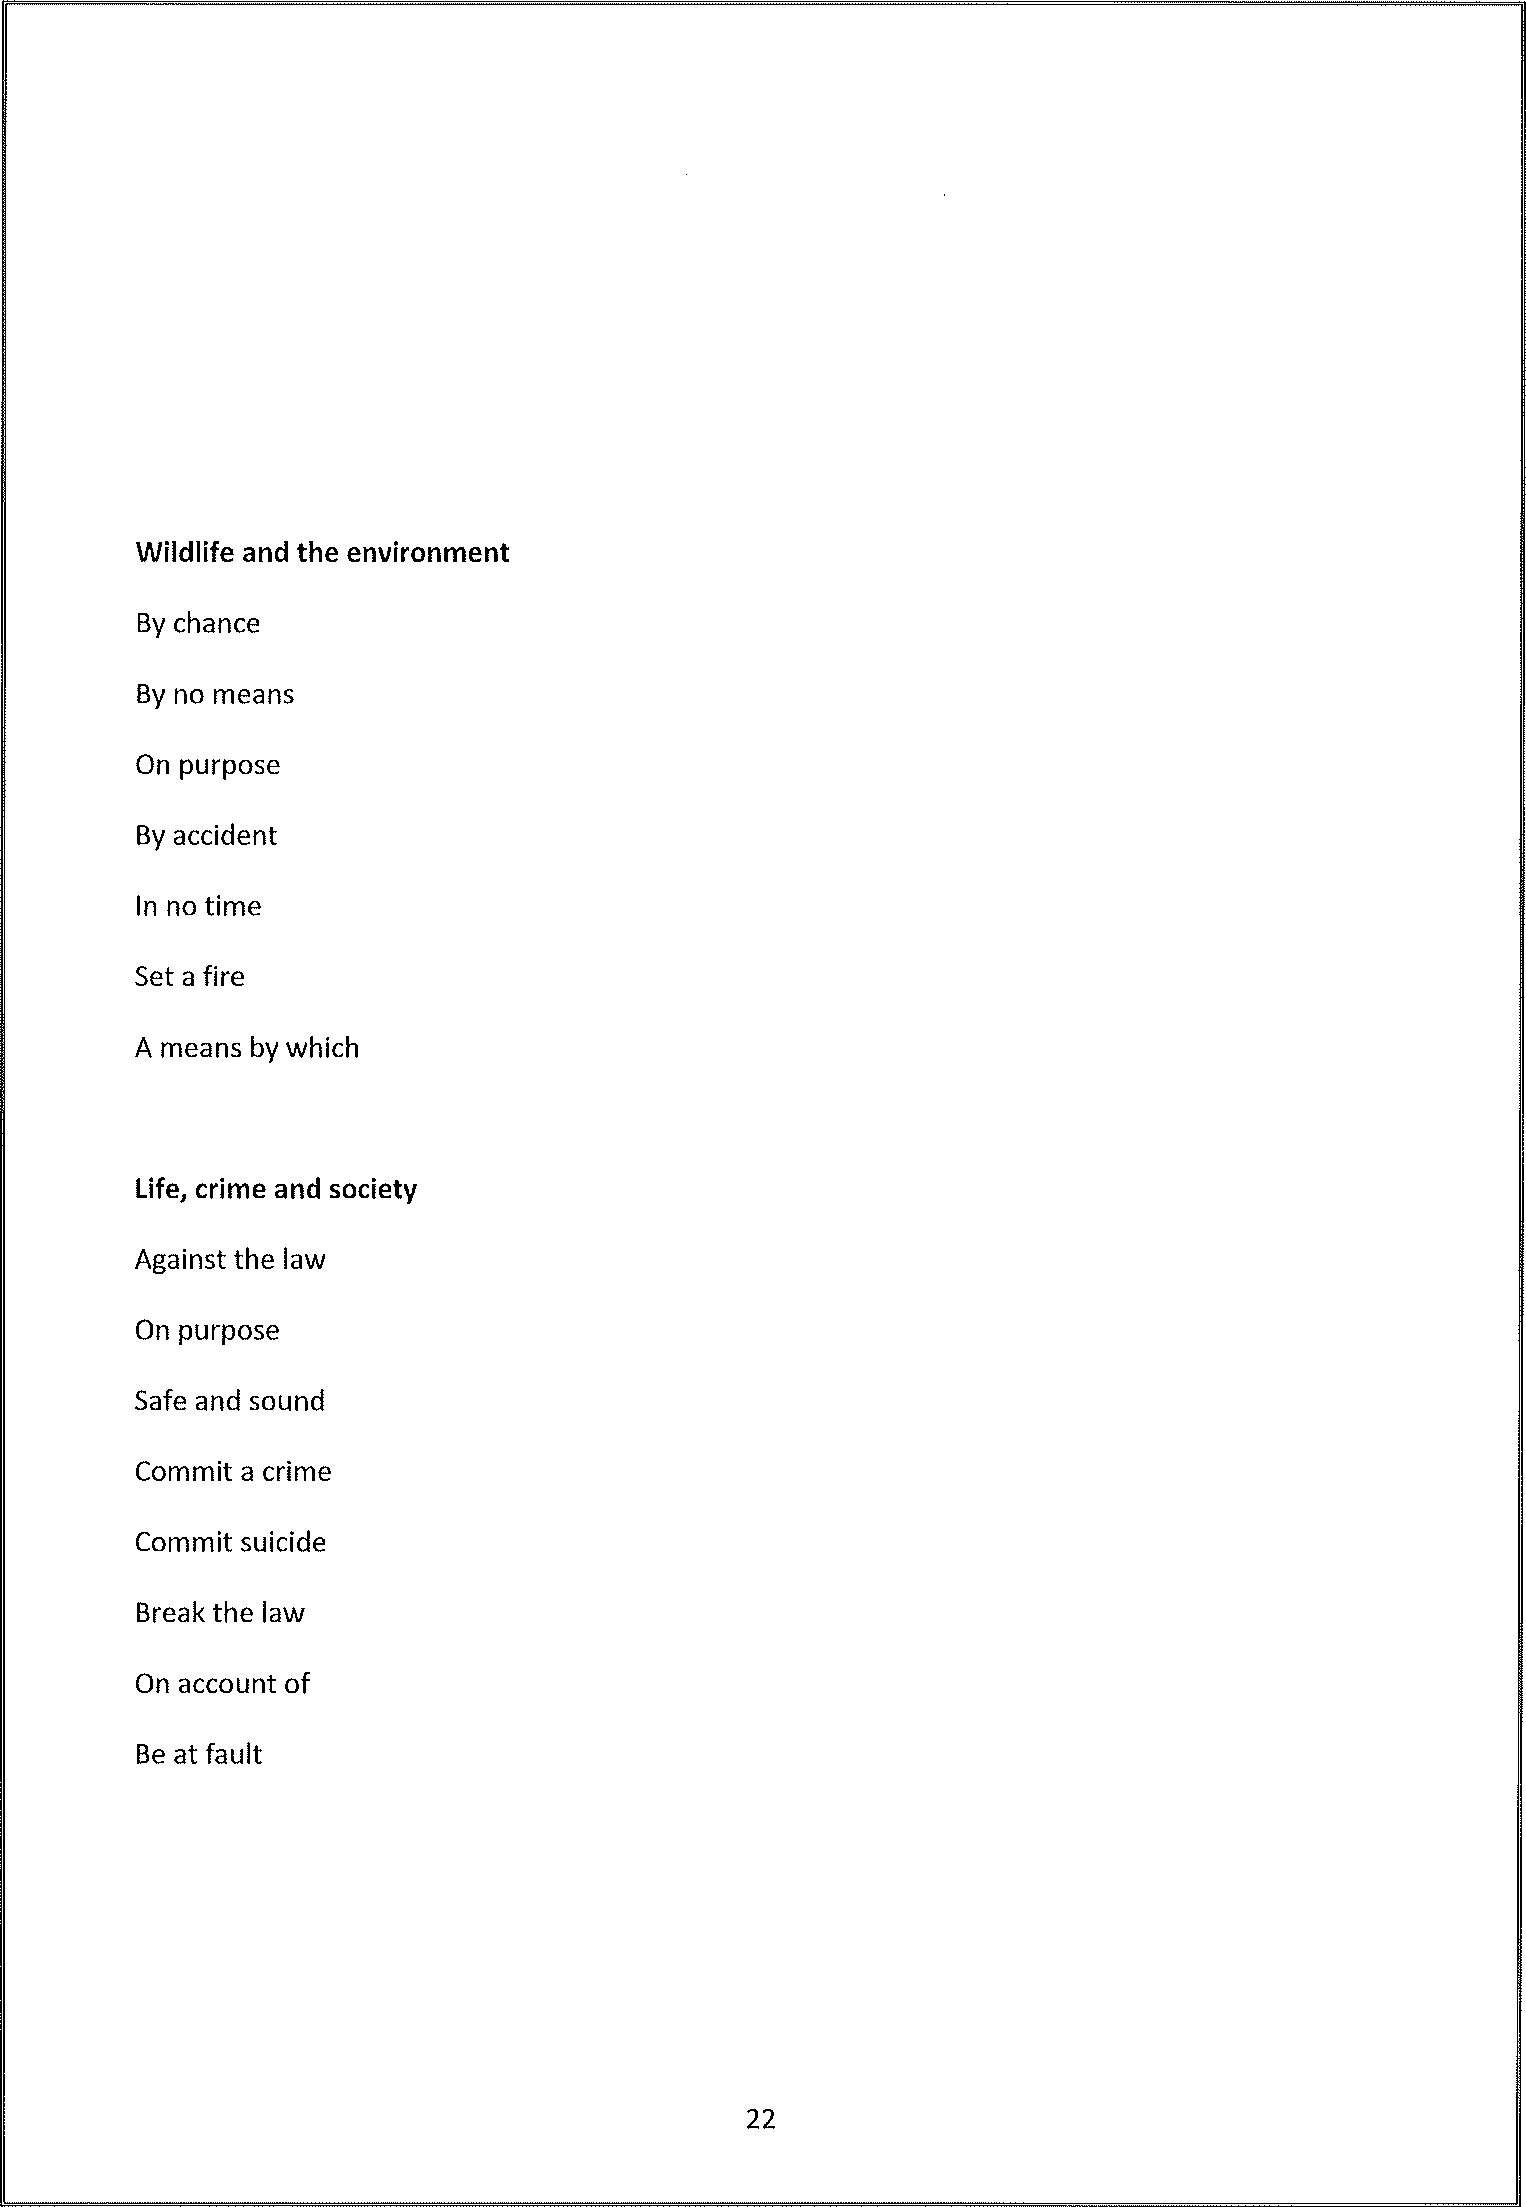 Wildlife and the environment
By chance
By no means
On purpose
By accident
In no time
Set a fire
A means by which
Life, crime and society
Against the law
On purpose
Safe and sound
Commit a crime
Commit suicide
Break the law
On account of
Be at fault
22